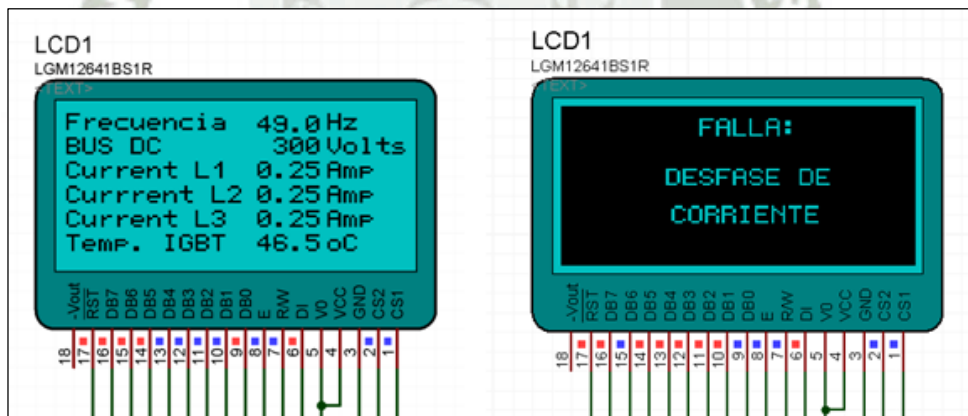 LCD1
LGM12641BS1R
<TEXT>
Frecuencia 49.0 Hz
BUS DC 300 Volts
Current L1 0.25 Amp
Currrent L2 0.25 Amp
Current L3 0.25 Amp
Temp. IGBT 46.5 oC
-Vout RST DB7 DB6 DB5 DB4 DB3 DB2 DB1 DB0 E R/W DI V0 VCC GND CS2 CS1
18 17 16 15 14 13 12 11 10 9 8 7 6 5 4 3 2 1
LCD1
LGM12641BS1R
<TEXT>
FALLA:
DESFASE DE
CORRIENTE
-Vout RST DB7 DB6 DB5 DB4 DB3 DB2 DB1 DB0 E R/W DI V0 VCC GND CS2 CS1
18 17 16 15 14 13 12 11 10 9 8 7 6 5 4 3 2 1